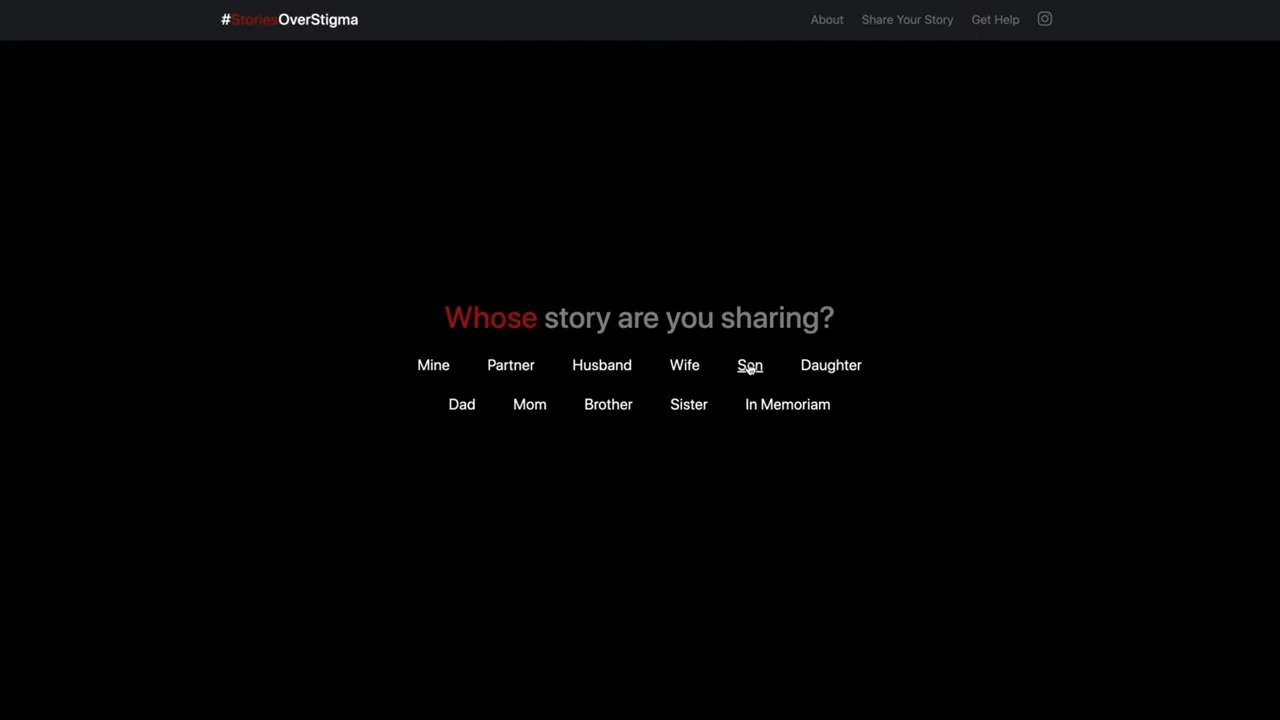 #StoriesOverStigma About Share Your Story Get Help
Whose story are you sharing?
Mine Partner Husband Wife Son Daughter
Dad Mom Brother Sister In Memoriam